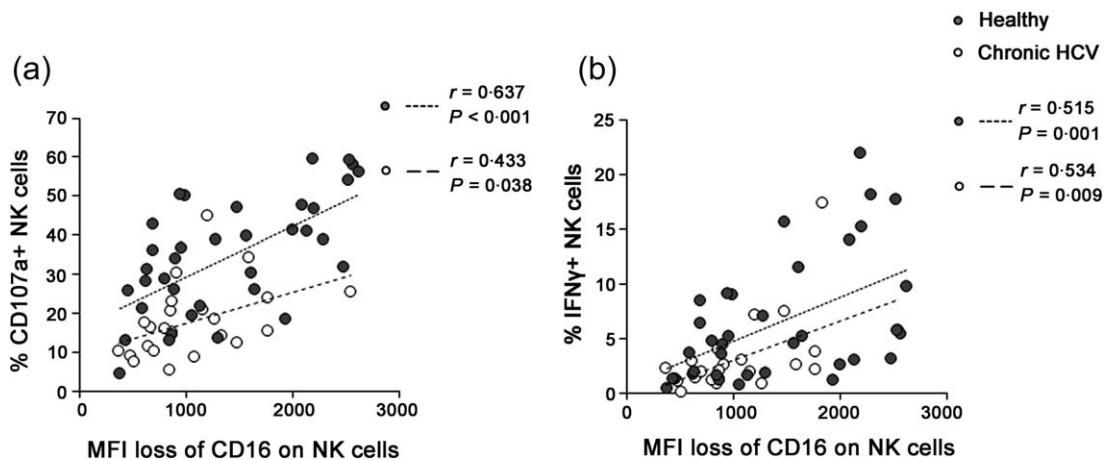 Healthy
Chronic HCV
(a)
r = 0·637
P < 0·001
r = 0·433
P = 0·038
% CD107a+ NK cells
70
60
50
40
30
20
10
0
0 1000 2000 3000
MFI loss of CD16 on NK cells
(b)
r = 0·515
P = 0·001
r = 0·534
P = 0·009
% IFNγ+ NK cells
25
20
15
10
5
0
0 1000 2000 3000
MFI loss of CD16 on NK cells